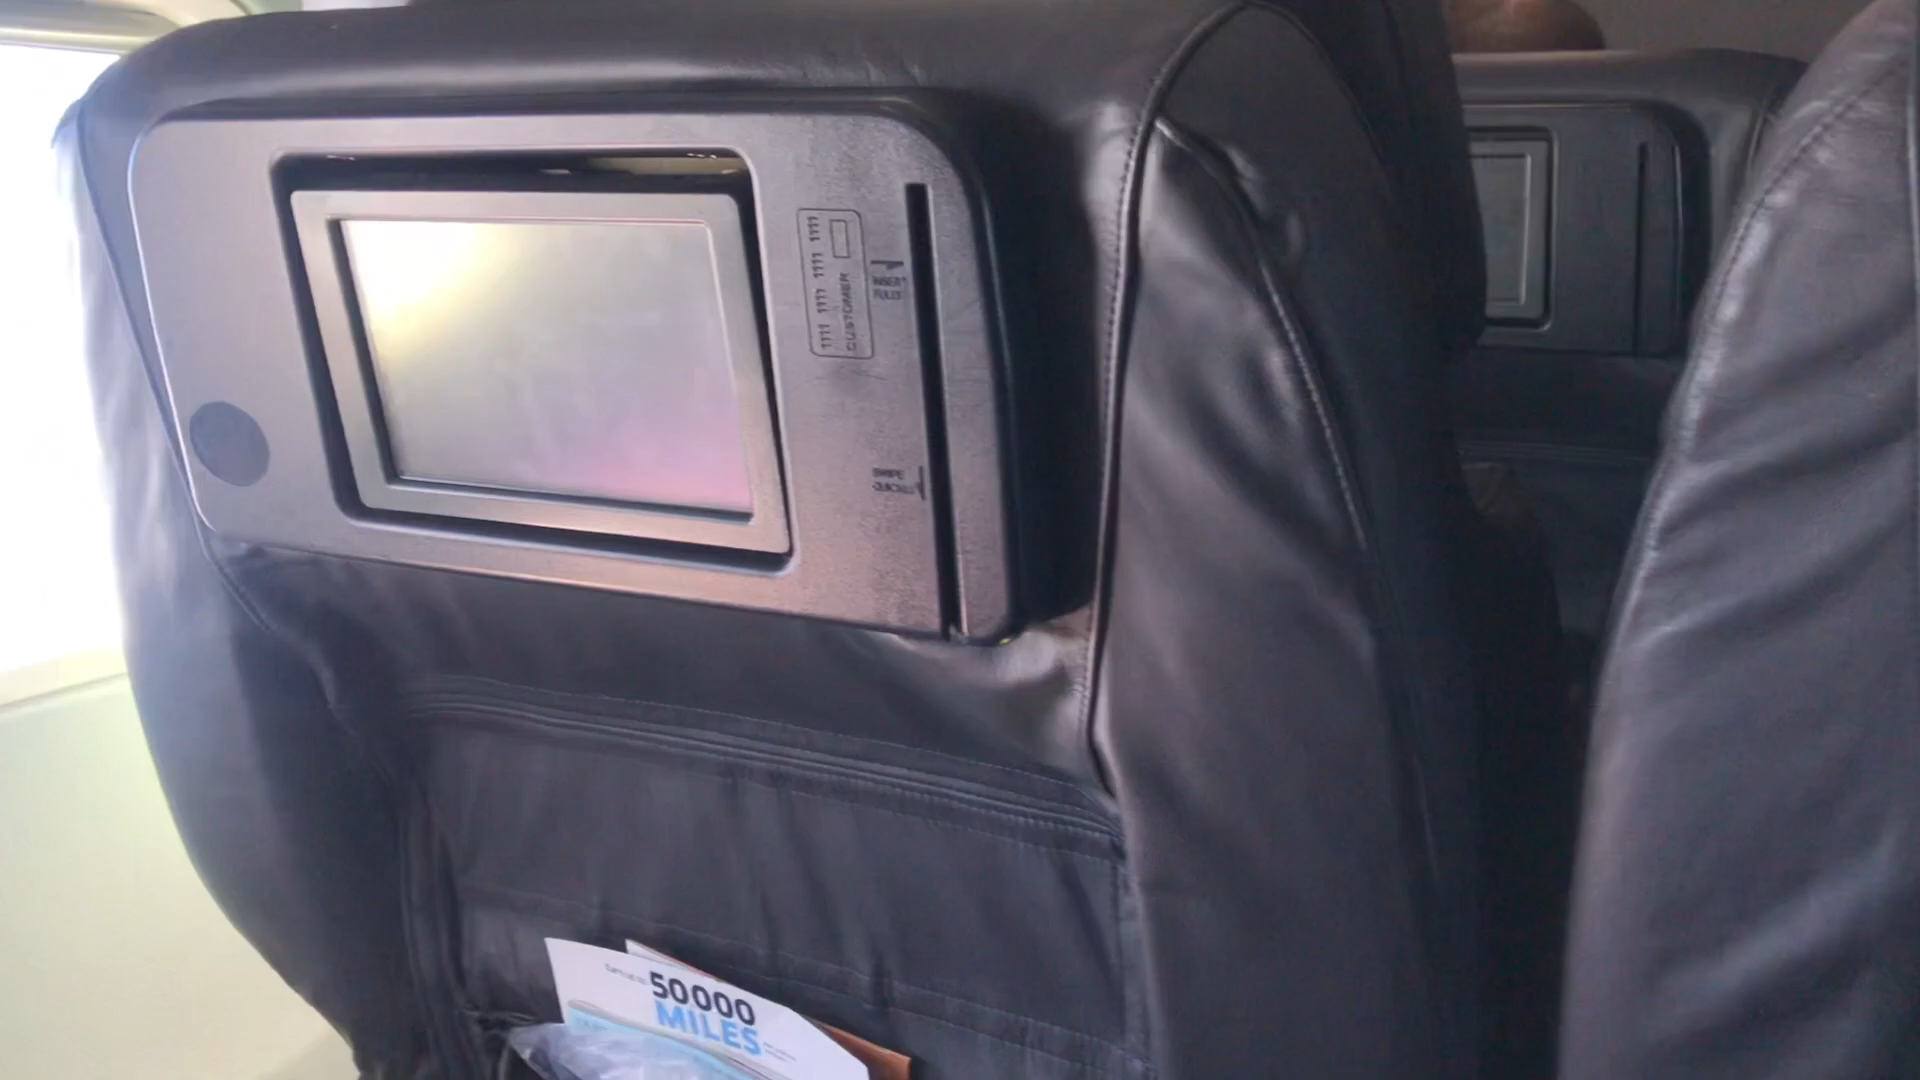 1111 1111 1111 1111
CUSTOMER
INSERT
FULLY
SWIPE
QUICKLY
50000
MILES